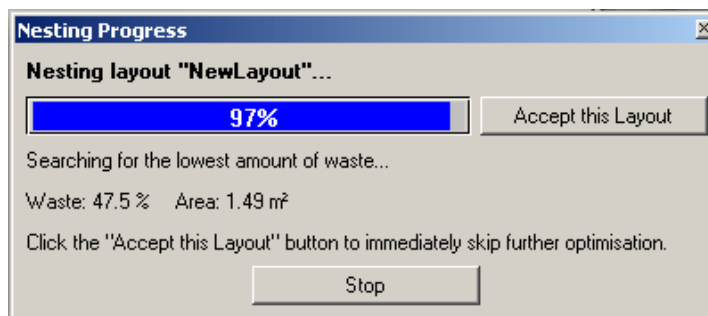 Nesting Progress
Nesting layout "NewLayout"...
97%
Accept this Layout
Searching for the lowest amount of waste...
Waste: 47.5 % Area: 1.49 m²
Click the "Accept this Layout" button to immediately skip further optimisation.
Stop